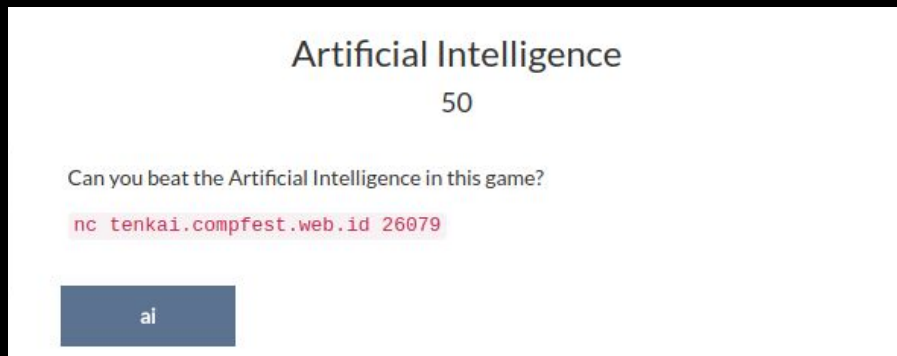 Artificial Intelligence
50
Can you beat the Artificial Intelligence in this game?
nc tenkai.compfest.web.id 26079
ai